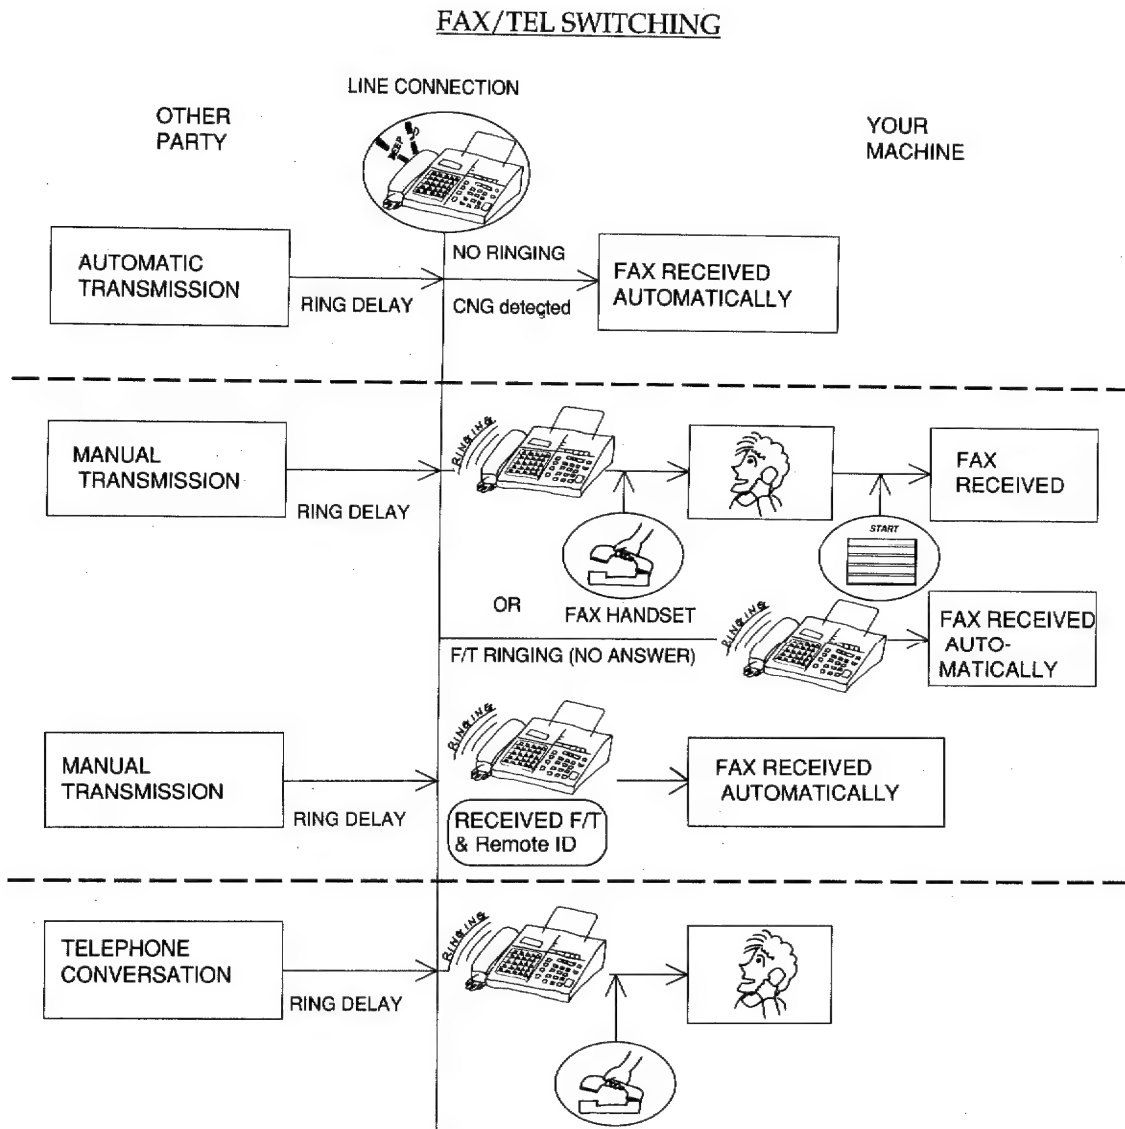 FAX/TEL SWITCHING
LINE CONNECTION
OTHER
PARTY
YOUR
MACHINE
BEEP
AUTOMATIC
TRANSMISSION
RING DELAY
NO RINGING
CNG detected
FAX RECEIVED
AUTOMATICALLY
MANUAL
TRANSMISSION
RING DELAY
RINGING
FAX
RECEIVED
START
OR
FAX HANDSET
F/T RINGING (NO ANSWER)
RINGING
FAX RECEIVED
AUTO-
MATICALLY
MANUAL
TRANSMISSION
RING DELAY
RINGING
RECEIVED F/T
& Remote ID
FAX RECEIVED
AUTOMATICALLY
TELEPHONE
CONVERSATION
RING DELAY
RINGING